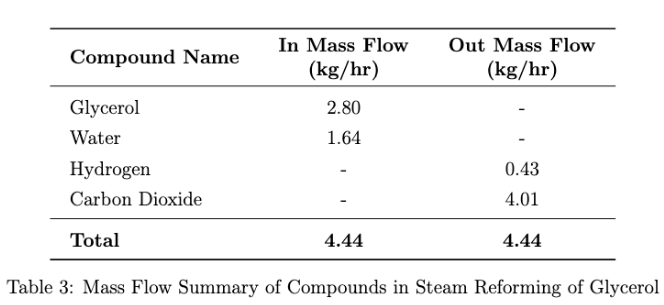 Compound Name In Mass Flow (kg/hr) Out Mass Flow (kg/hr)
Glycerol 2.80 -
Water 1.64 -
Hydrogen - 0.43
Carbon Dioxide - 4.01
Total 4.44 4.44
Table 3: Mass Flow Summary of Compounds in Steam Reforming of Glycerol